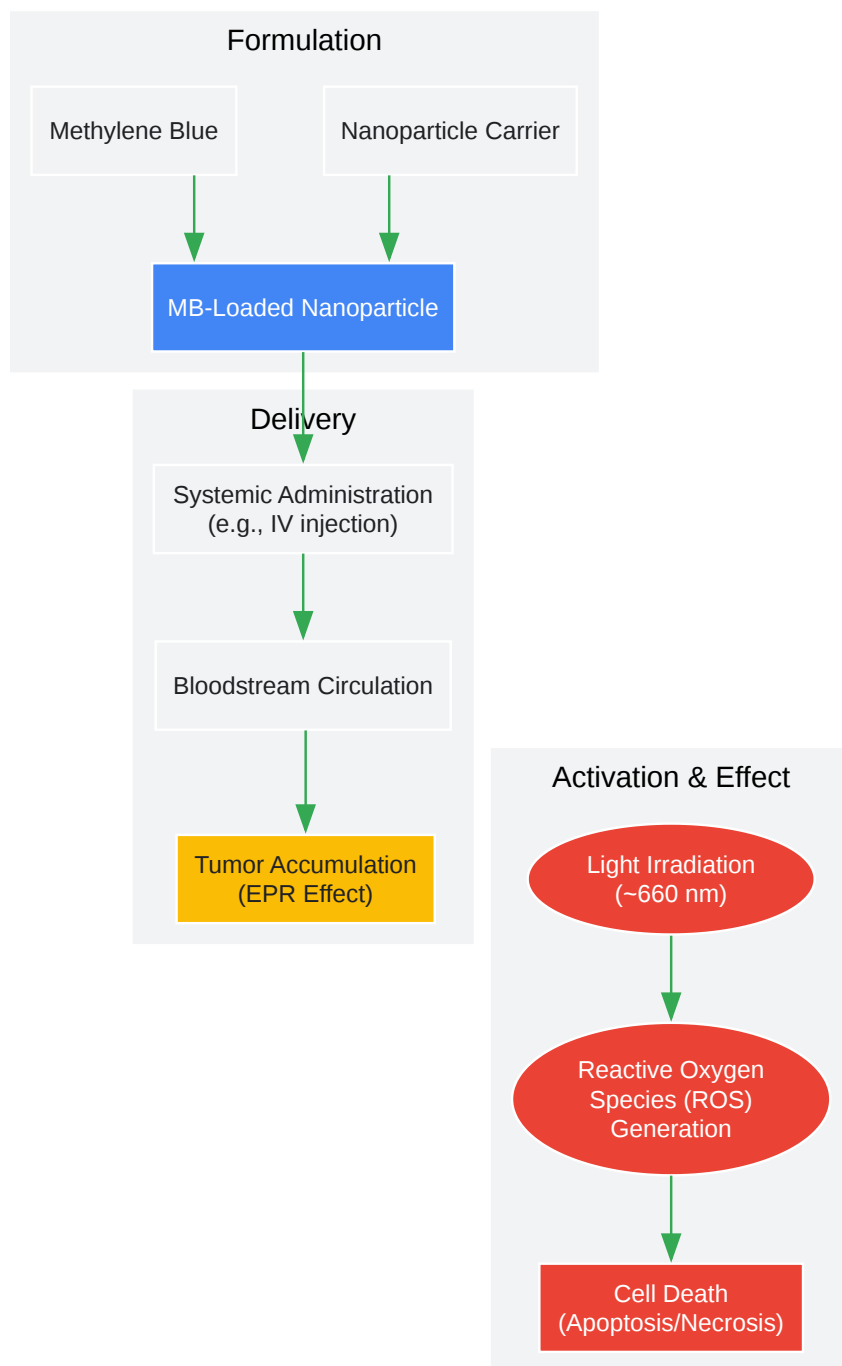 Formulation
Methylene Blue
Nanoparticle Carrier
MB-Loaded Nanoparticle
Delivery
Systemic Administration
(e.g., IV injection)
Bloodstream Circulation
Tumor Accumulation
(EPR Effect)
Activation & Effect
Light Irradiation
(~660 nm)
Reactive Oxygen
Species (ROS)
Generation
Cell Death
(Apoptosis/Necrosis)